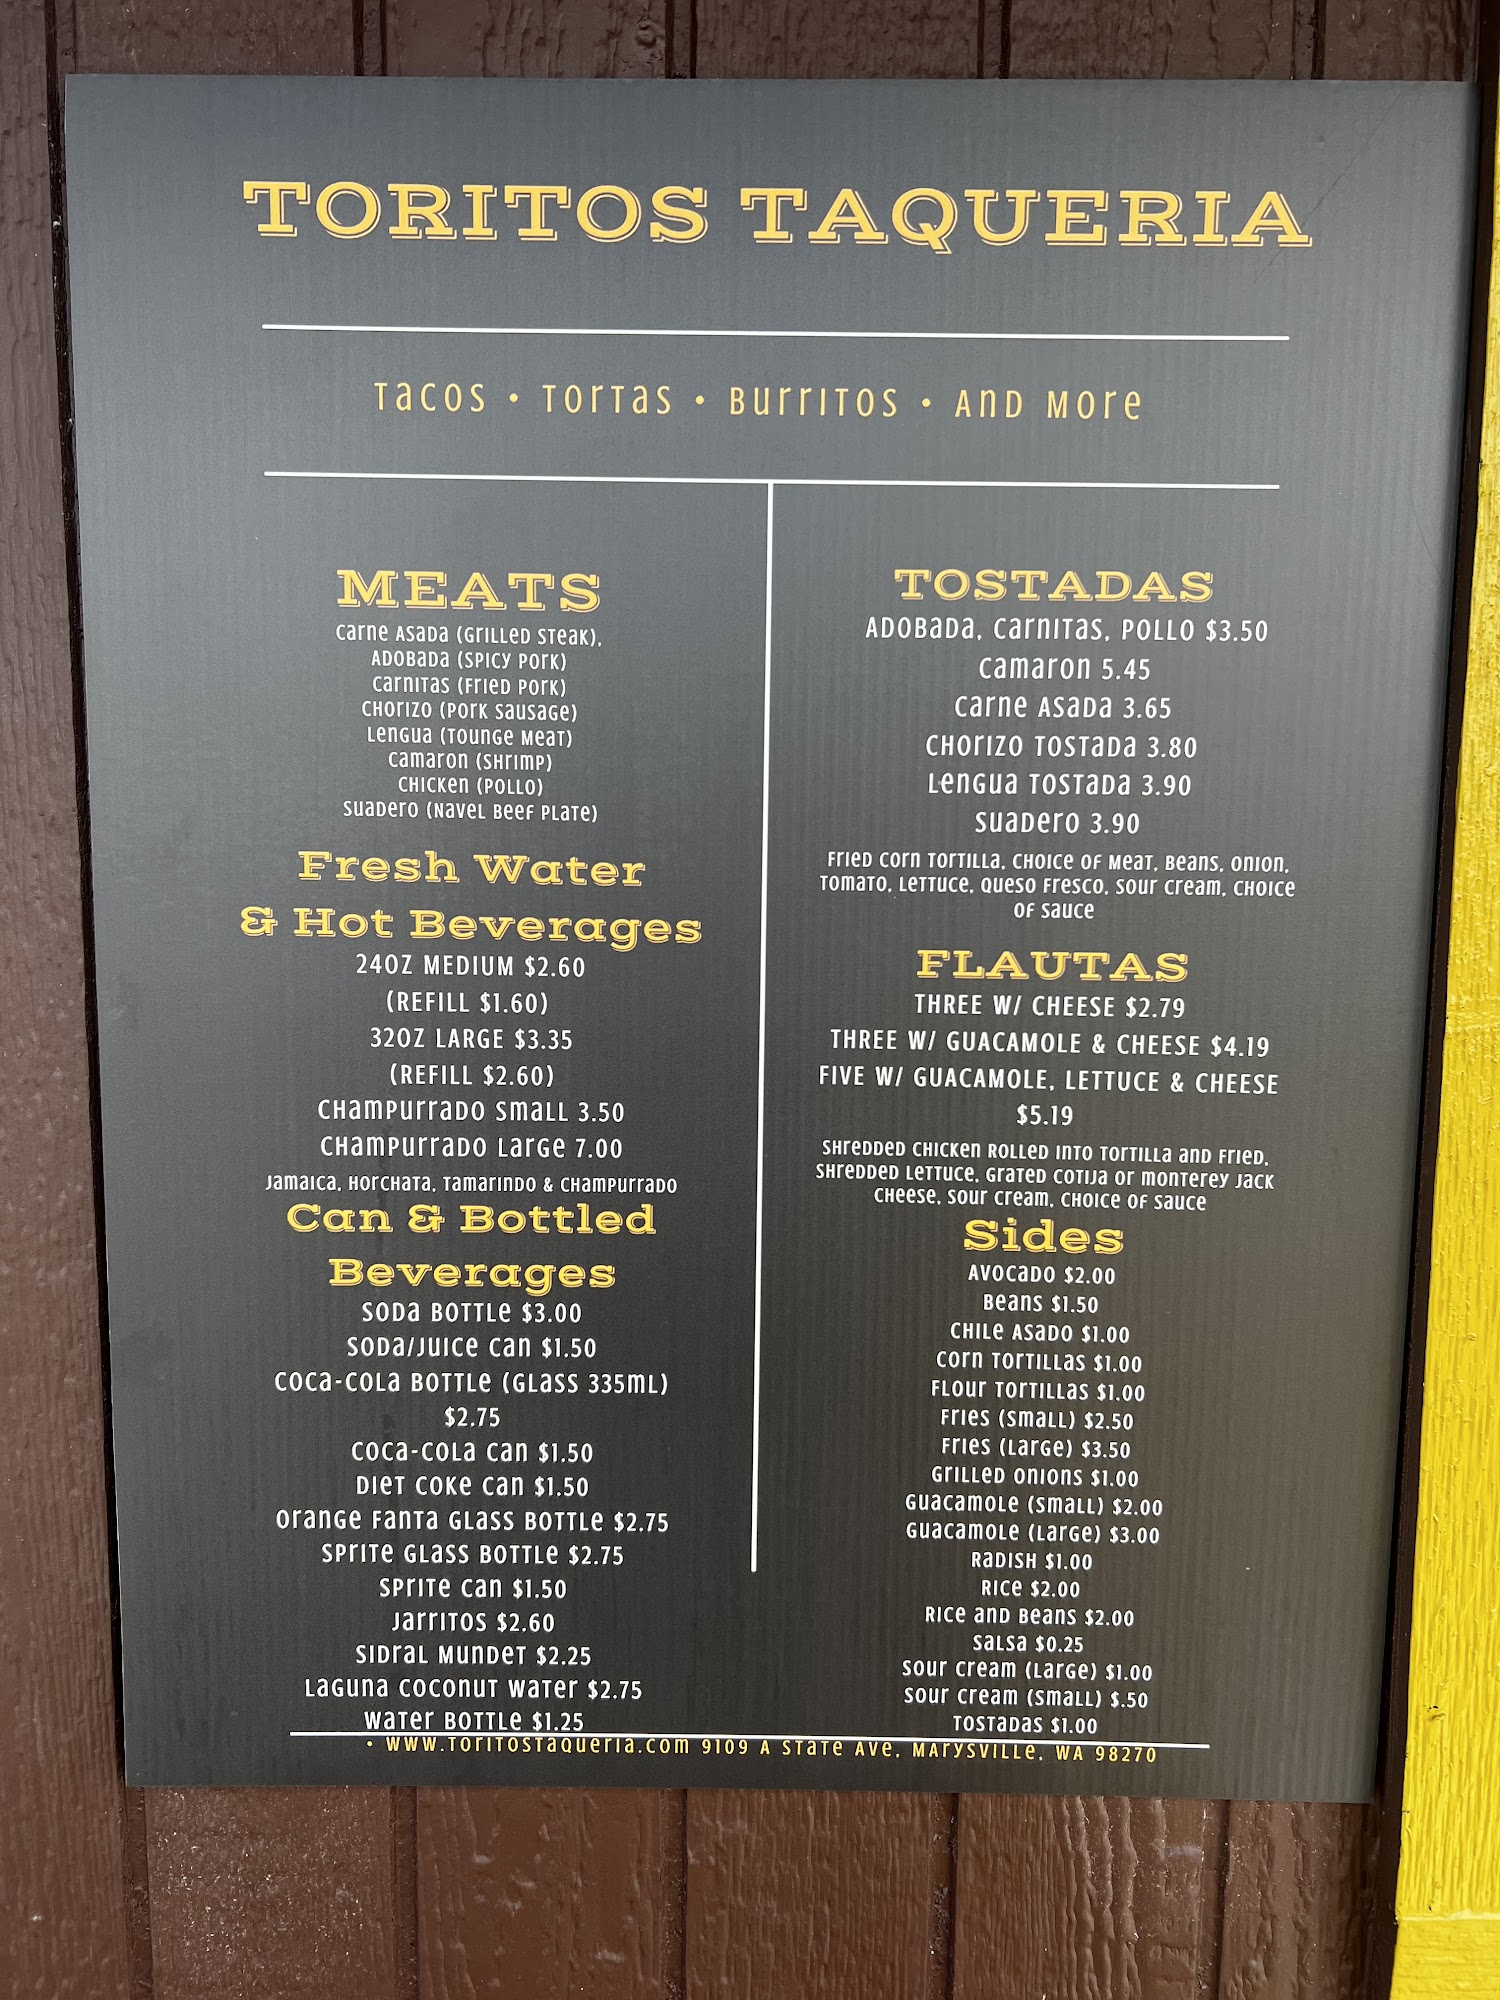 TORITOS TAQUERIA
Tacos • Tortas • Burritos • And More
MEATS
Carne Asada (Grilled Steak),
Adobada (Spicy Pork)
Carnitas (Fried Pork)
Chorizo (Pork Sausage)
Lengua (Tounge Meat)
Camaron (Shrimp)
Chicken (Pollo)
Suadero (Navel Beef Plate)
Fresh Water
& Hot Beverages
24OZ MEDIUM $2.60
(REFILL $1.60)
32OZ LARGE $3.35
(REFILL $2.60)
Champurrado Small 3.50
Champurrado Large 7.00
Jamaica, Horchata, Tamarindo & Champurrado
Can & Bottled
Beverages
Soda Bottle $3.00
Soda/Juice Can $1.50
Coca-Cola Bottle (Glass 335ml)
$2.75
Coca-Cola Can $1.50
Diet Coke Can $1.50
Orange Fanta Glass Bottle $2.75
Sprite Glass Bottle $2.75
Sprite Can $1.50
Jarritos $2.60
Sidral Mundet $2.25
Laguna Coconut Water $2.75
Water Bottle $1.25
TOSTADAS
Adobada, Carnitas, Pollo $3.50
Camaron 5.45
Carne Asada 3.65
Chorizo Tostada 3.80
Lengua Tostada 3.90
Suadero 3.90
Fried Corn Tortilla, Choice of Meat, Beans, Onion,
Tomato, Lettuce, Queso Fresco, Sour Cream, Choice
of Sauce
FLAUTAS
THREE W/ CHEESE $2.79
THREE W/ GUACAMOLE & CHEESE $4.19
FIVE W/ GUACAMOLE, LETTUCE & CHEESE
$5.19
Shredded Chicken Rolled Into Tortilla and Fried,
Shredded Lettuce, Grated Cotija or Monterey Jack
Cheese, Sour Cream, Choice of Sauce
Sides
Avocado $2.00
Beans $1.50
Chile Asado $1.00
Corn Tortillas $1.00
Flour Tortillas $1.00
Fries (Small) $2.50
Fries (Large) $3.50
Grilled Onions $1.00
Guacamole (Small) $2.00
Guacamole (Large) $3.00
Radish $1.00
Rice $2.00
Rice and Beans $2.00
Salsa $0.25
Sour Cream (Large) $1.00
Sour Cream (Small) $.50
Tostadas $1.00
• www.toritostaqueria.com 9109 A State Ave, Marysville, WA 98270